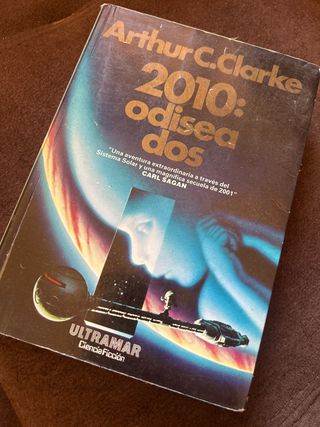 Arthur C. Clarke
2010:
odisea
dos
"Una aventura extraordinaria a través del
Sistema Solar y una magnífica secuela de 2001"
CARL SAGAN
ULTRAMAR
Ciencia Ficción